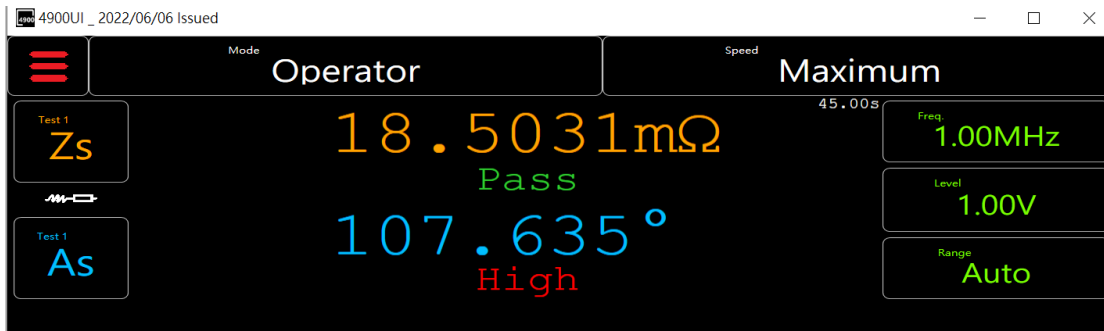 4900 4900UI _ 2022/06/06 Issued
Mode
Operator
Speed
Maximum
45.00s
Test 1
Zs
18.5031mΩ
Pass
Freq.
1.00MHz
Level
1.00V
Test 1
As
107.635°
High
Range
Auto